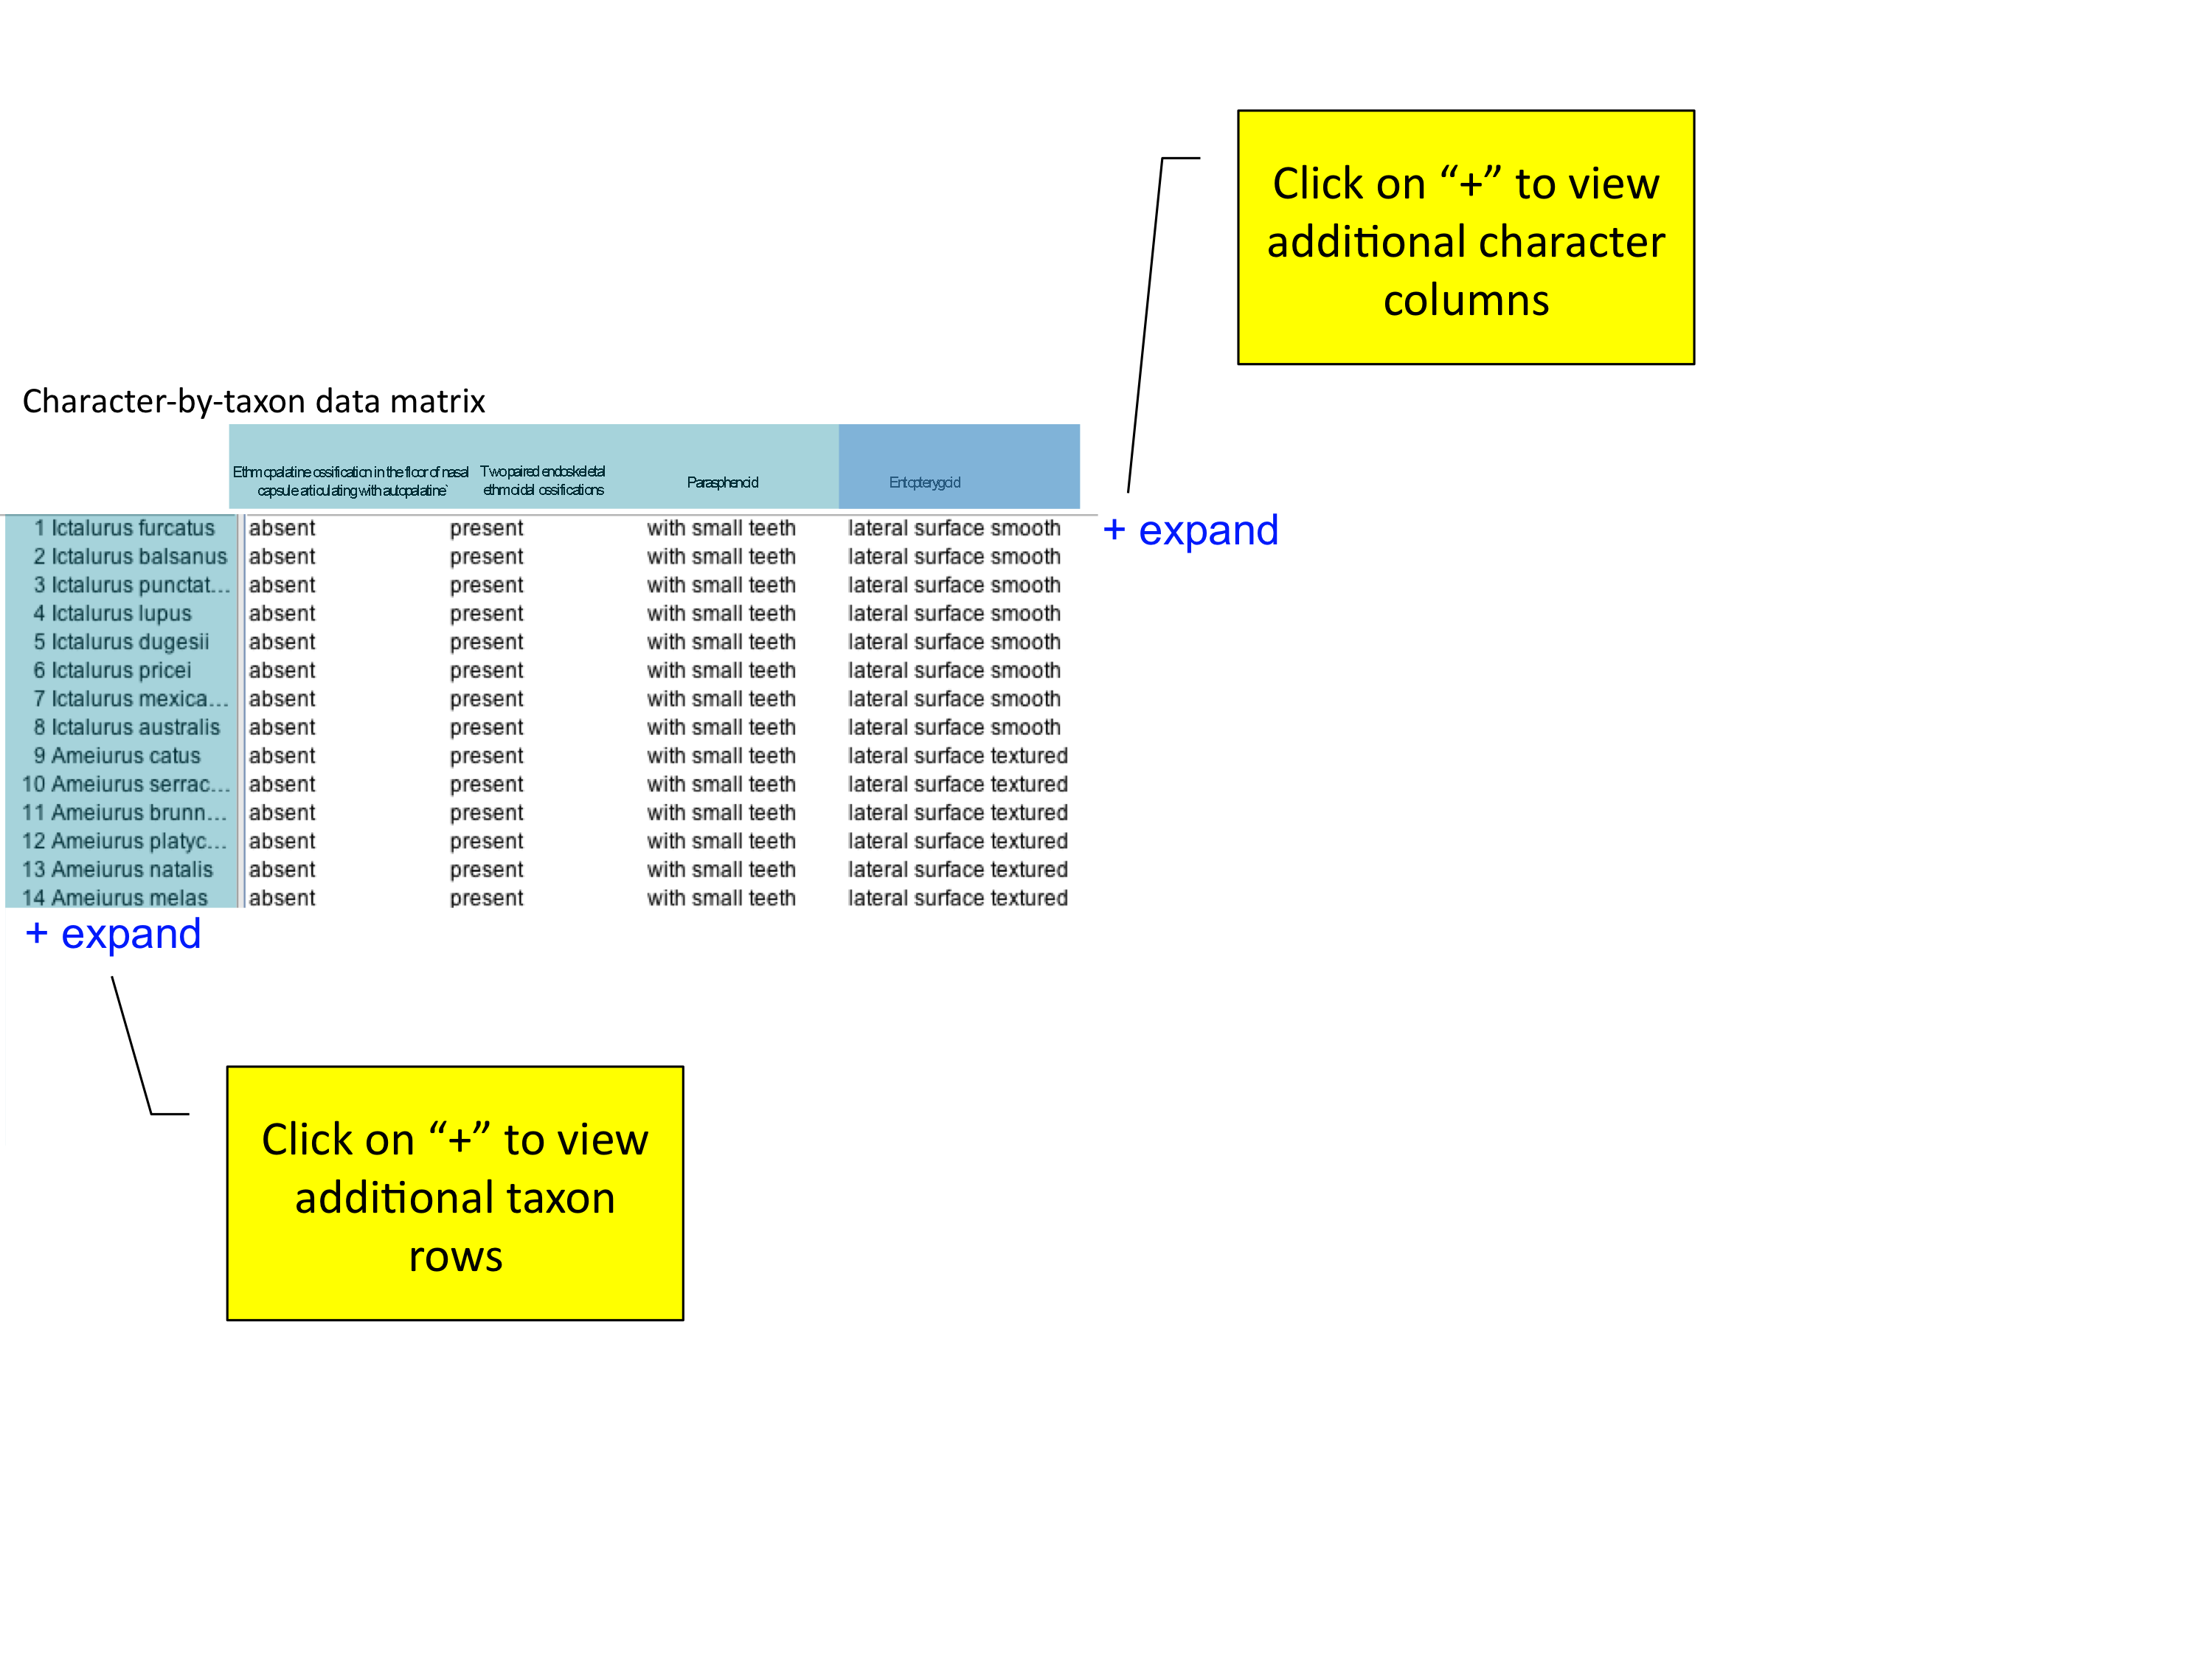 Click on “+” to view
additional character
columns
Character-by-taxon data matrix
Ethmopalatine ossification in the floor of nasal
capsule articulating with autopalatine`
Two paired endoskeletal
ethmoidal ossifications
Parasphenoid
Entopterygoid
1 Ictalurus furcatus absent present with small teeth lateral surface smooth
+ expand
2 Ictalurus balsanus absent present with small teeth lateral surface smooth
3 Ictalurus punctat... absent present with small teeth lateral surface smooth
4 Ictalurus lupus absent present with small teeth lateral surface smooth
5 Ictalurus dugesii absent present with small teeth lateral surface smooth
6 Ictalurus pricei absent present with small teeth lateral surface smooth
7 Ictalurus mexica... absent present with small teeth lateral surface smooth
8 Ictalurus australis absent present with small teeth lateral surface smooth
9 Ameiurus catus absent present with small teeth lateral surface textured
10 Ameiurus serrac... absent present with small teeth lateral surface textured
11 Ameiurus brunn... absent present with small teeth lateral surface textured
12 Ameiurus platyc... absent present with small teeth lateral surface textured
13 Ameiurus natalis absent present with small teeth lateral surface textured
14 Ameiurus melas absent present with small teeth lateral surface textured
+ expand
Click on “+” to view
additional taxon
rows